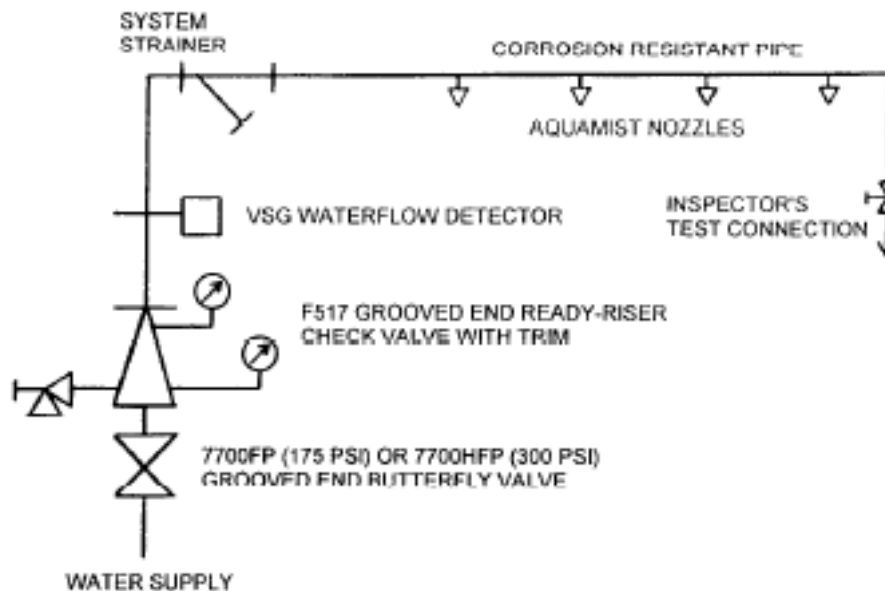 SYSTEM
STRAINER
CORROSION RESISTANT PIPE
AQUAMIST NOZZLES
VSG WATERFLOW DETECTOR
INSPECTOR'S
TEST CONNECTION
F517 GROOVED END READY-RISER
CHECK VALVE WITH TRIM
7700FP (175 PSI) OR 7700HFP (300 PSI)
GROOVED END BUTTERFLY VALVE
WATER SUPPLY